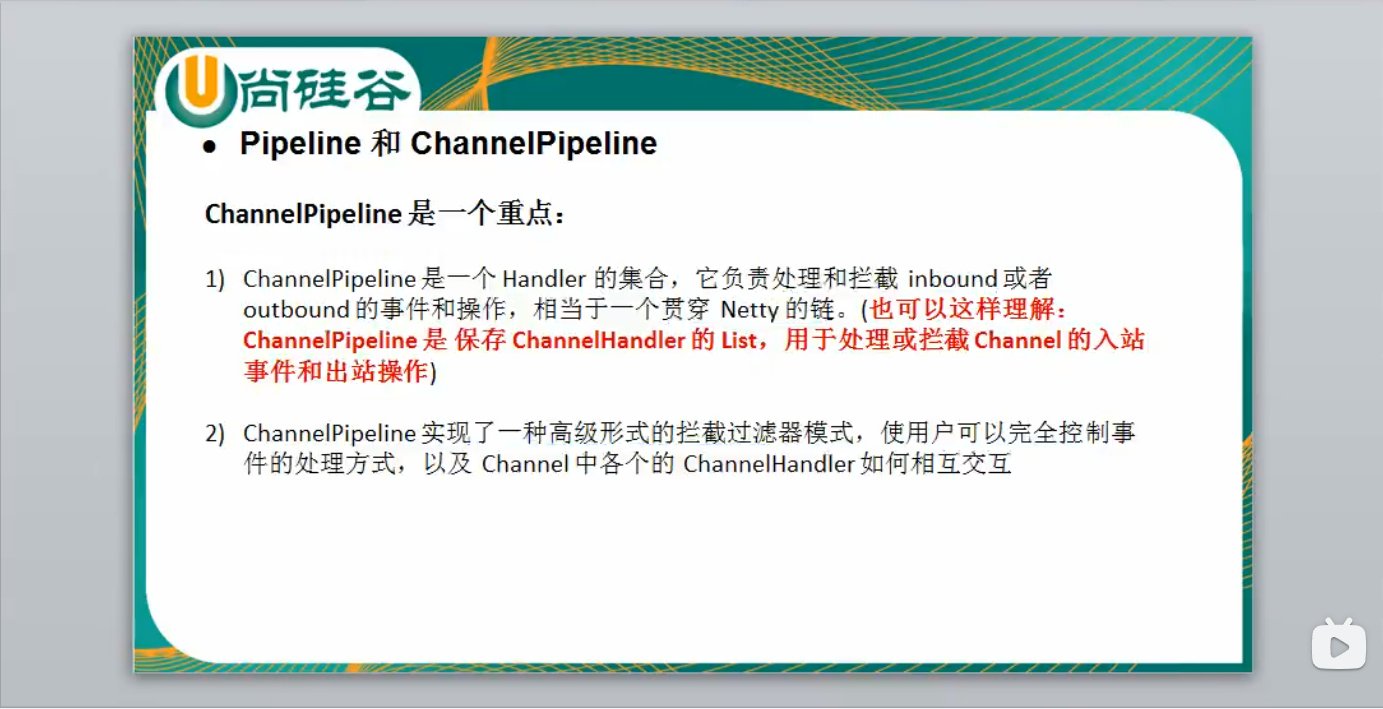 尚硅谷
● Pipeline 和 ChannelPipeline
ChannelPipeline 是一个重点：
1) ChannelPipeline 是一个 Handler 的集合，它负责处理和拦截 inbound 或者
outbound 的事件和操作，相当于一个贯穿 Netty 的链。(也可以这样理解：
ChannelPipeline 是 保存 ChannelHandler 的 List，用于处理或拦截 Channel 的入站
事件和出站操作)
2) ChannelPipeline 实现了一种高级形式的拦截过滤器模式，使用户可以完全控制事
件的处理方式，以及 Channel 中各个的 ChannelHandler 如何相互交互